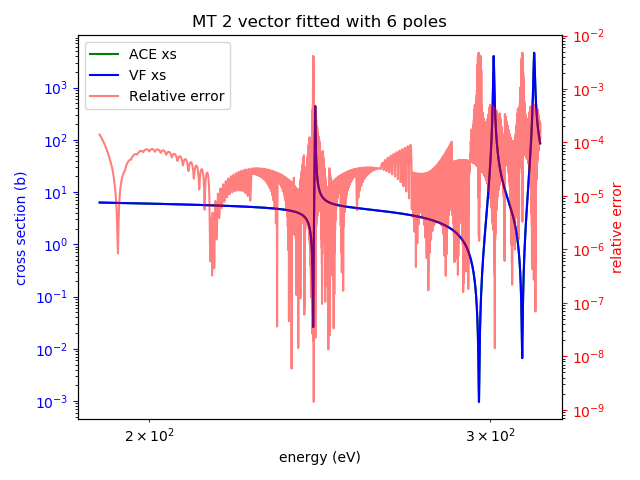 MT 2 vector fitted with 6 poles
ACE xs
VF xs
Relative error
10³
10²
10¹
10⁰
10⁻¹
10⁻²
10⁻³
cross section (b)
10⁻²
10⁻³
10⁻⁴
10⁻⁵
10⁻⁶
10⁻⁷
10⁻⁸
10⁻⁹
relative error
2 × 10² 3 × 10²
energy (eV)